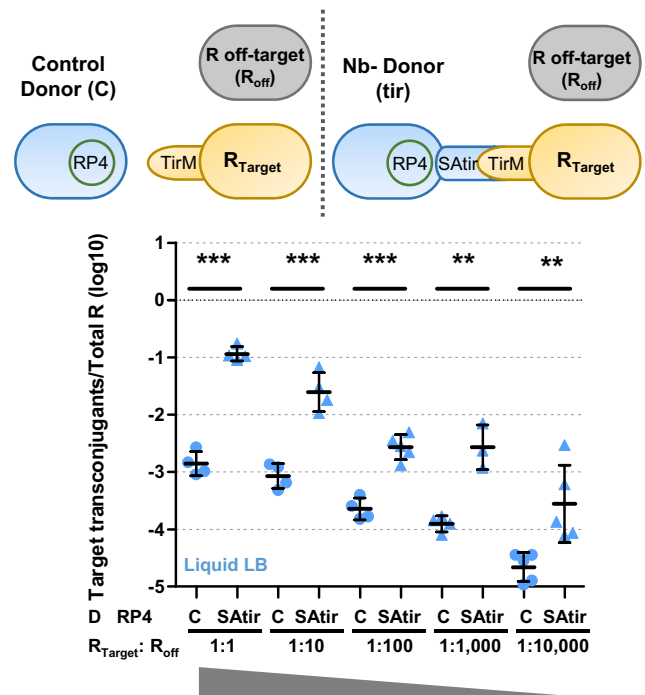 Control
Donor (C)
R off-target
(Roff)
RP4
TirM
RTarget
Nb- Donor
(tir)
R off-target
(Roff)
RP4
SAtir
TirM
RTarget
Target transconjugants/Total R (log10)
1
0
-1
-2
-3
-4
-5
*** *** *** ** **
Liquid LB
D RP4 C SAtir C SAtir C SAtir C SAtir C SAtir
RTarget: Roff 1:1 1:10 1:100 1:1,000 1:10,000